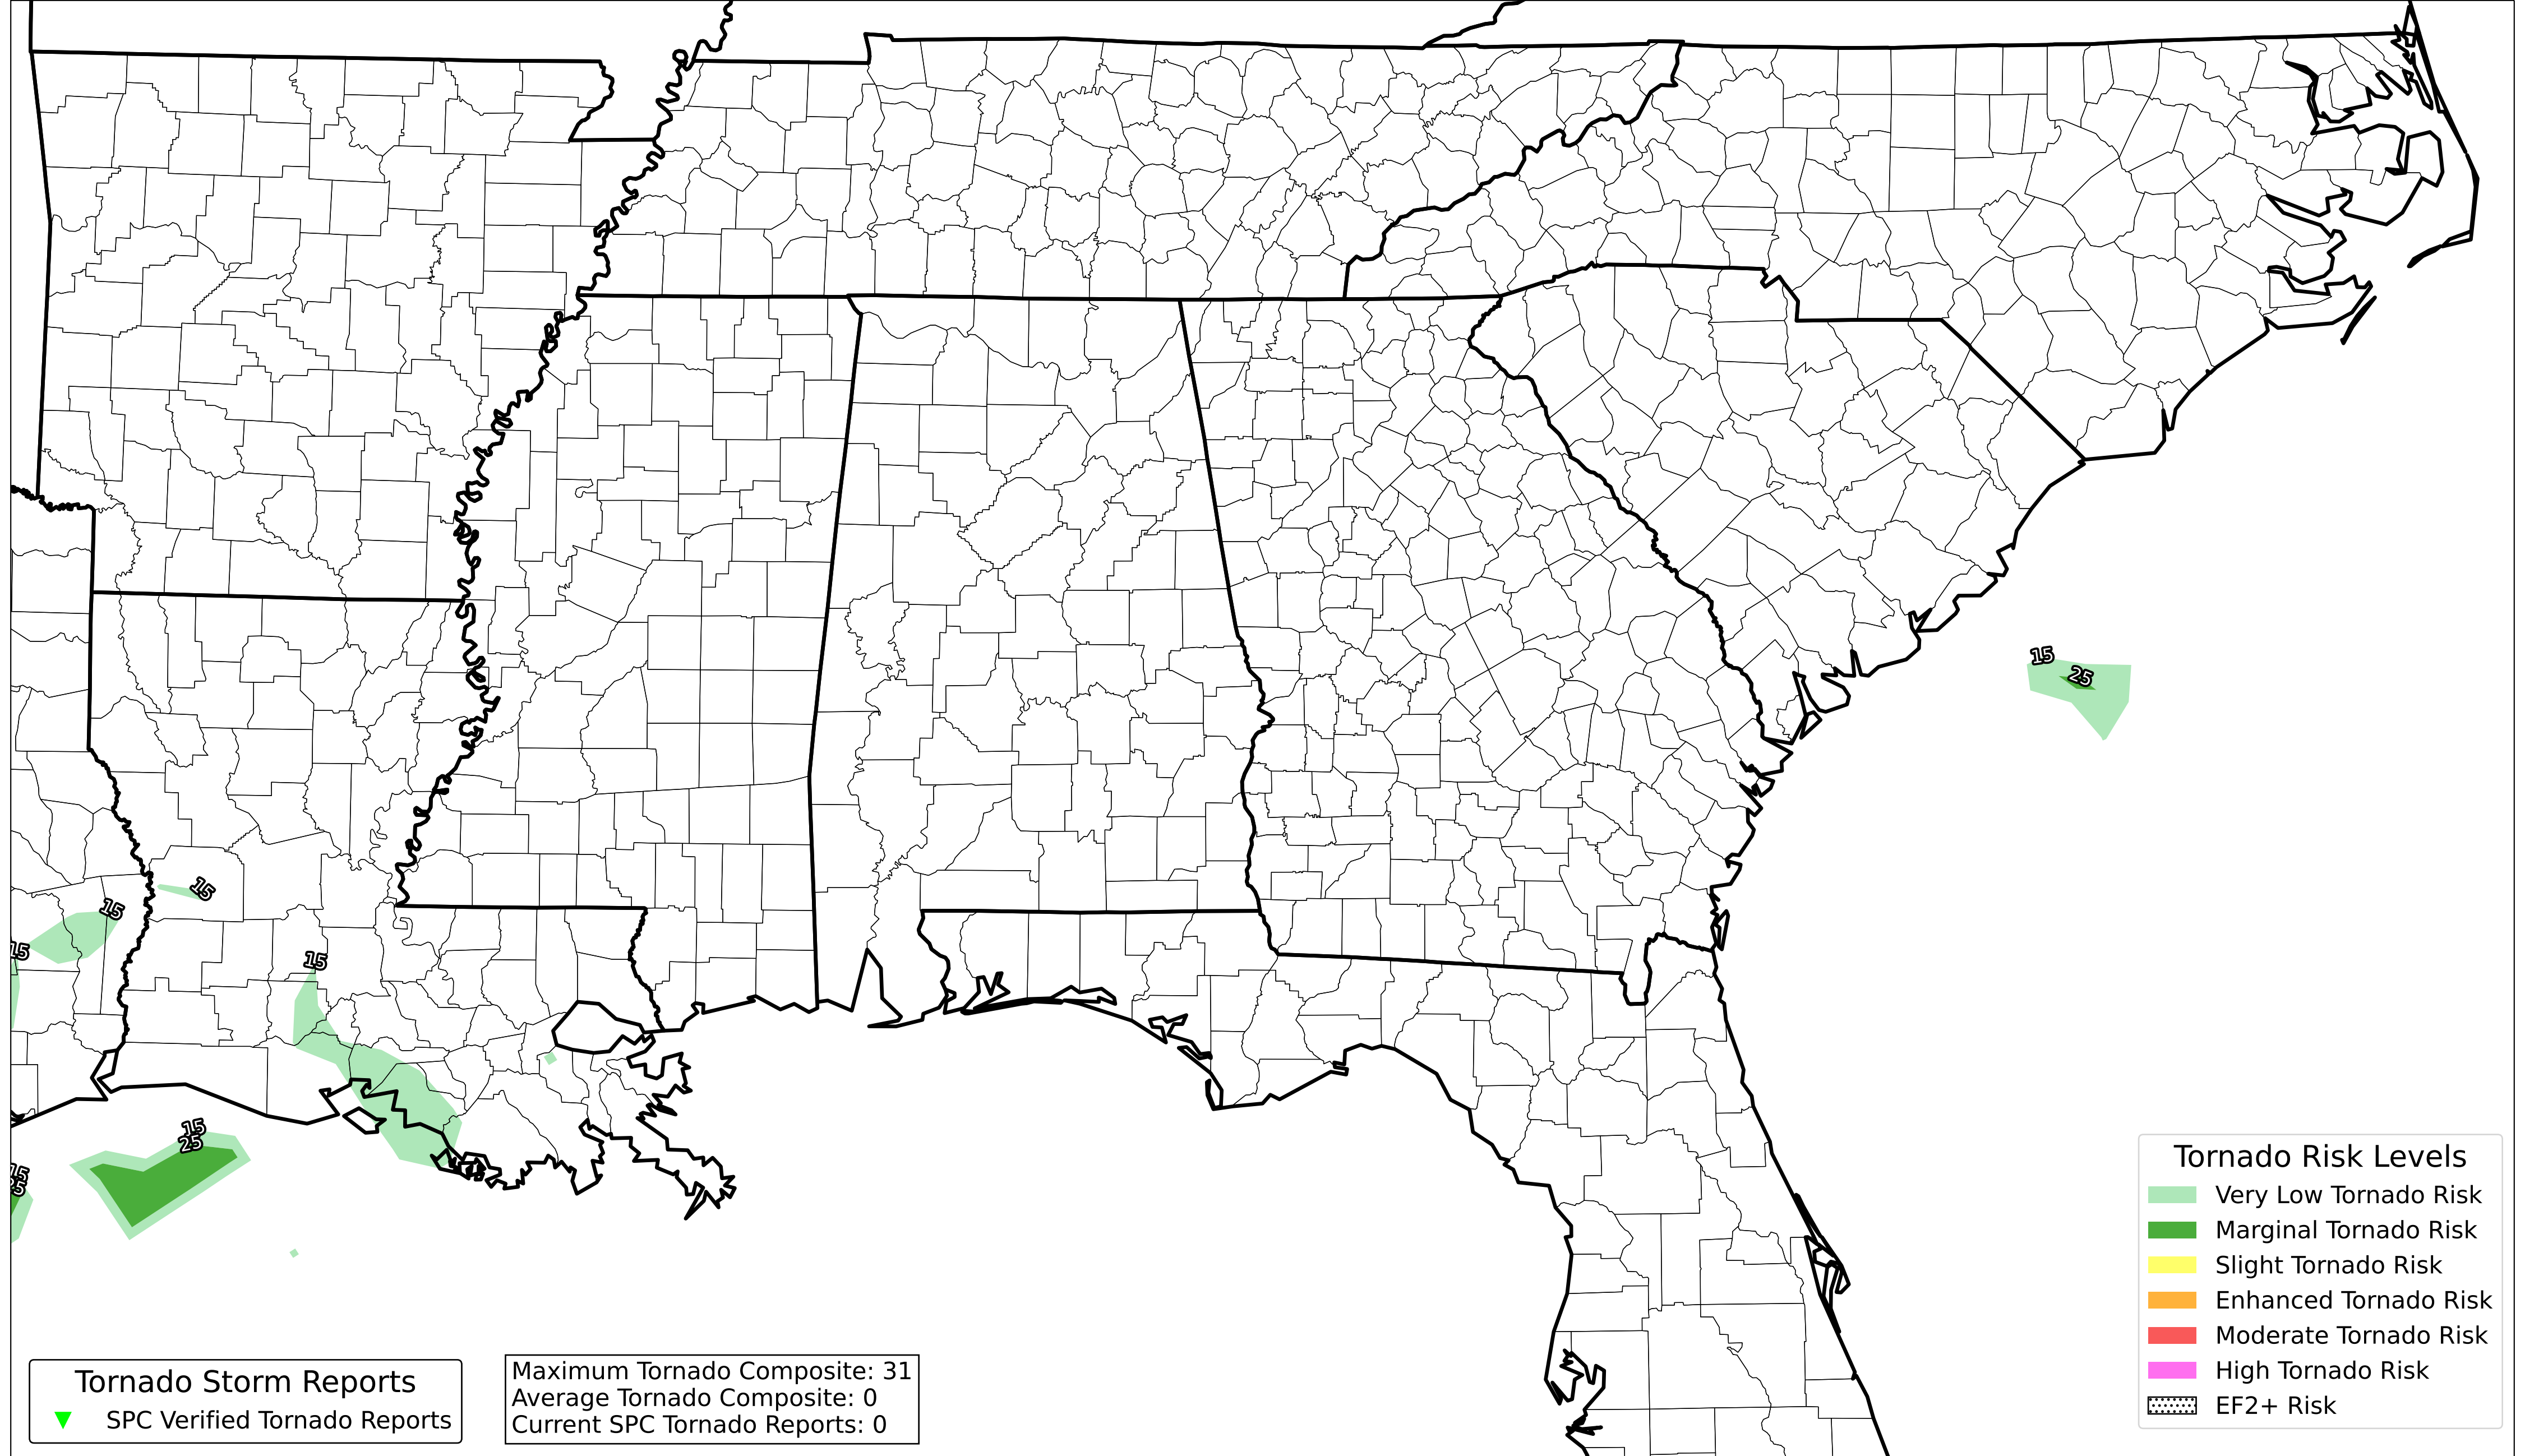 15
25
15
15
15
15
15
25
15
25
Tornado Risk Levels
Very Low Tornado Risk
Marginal Tornado Risk
Slight Tornado Risk
Enhanced Tornado Risk
Moderate Tornado Risk
High Tornado Risk
EF2+ Risk
Tornado Storm Reports
SPC Verified Tornado Reports
Maximum Tornado Composite: 31
Average Tornado Composite: 0
Current SPC Tornado Reports: 0